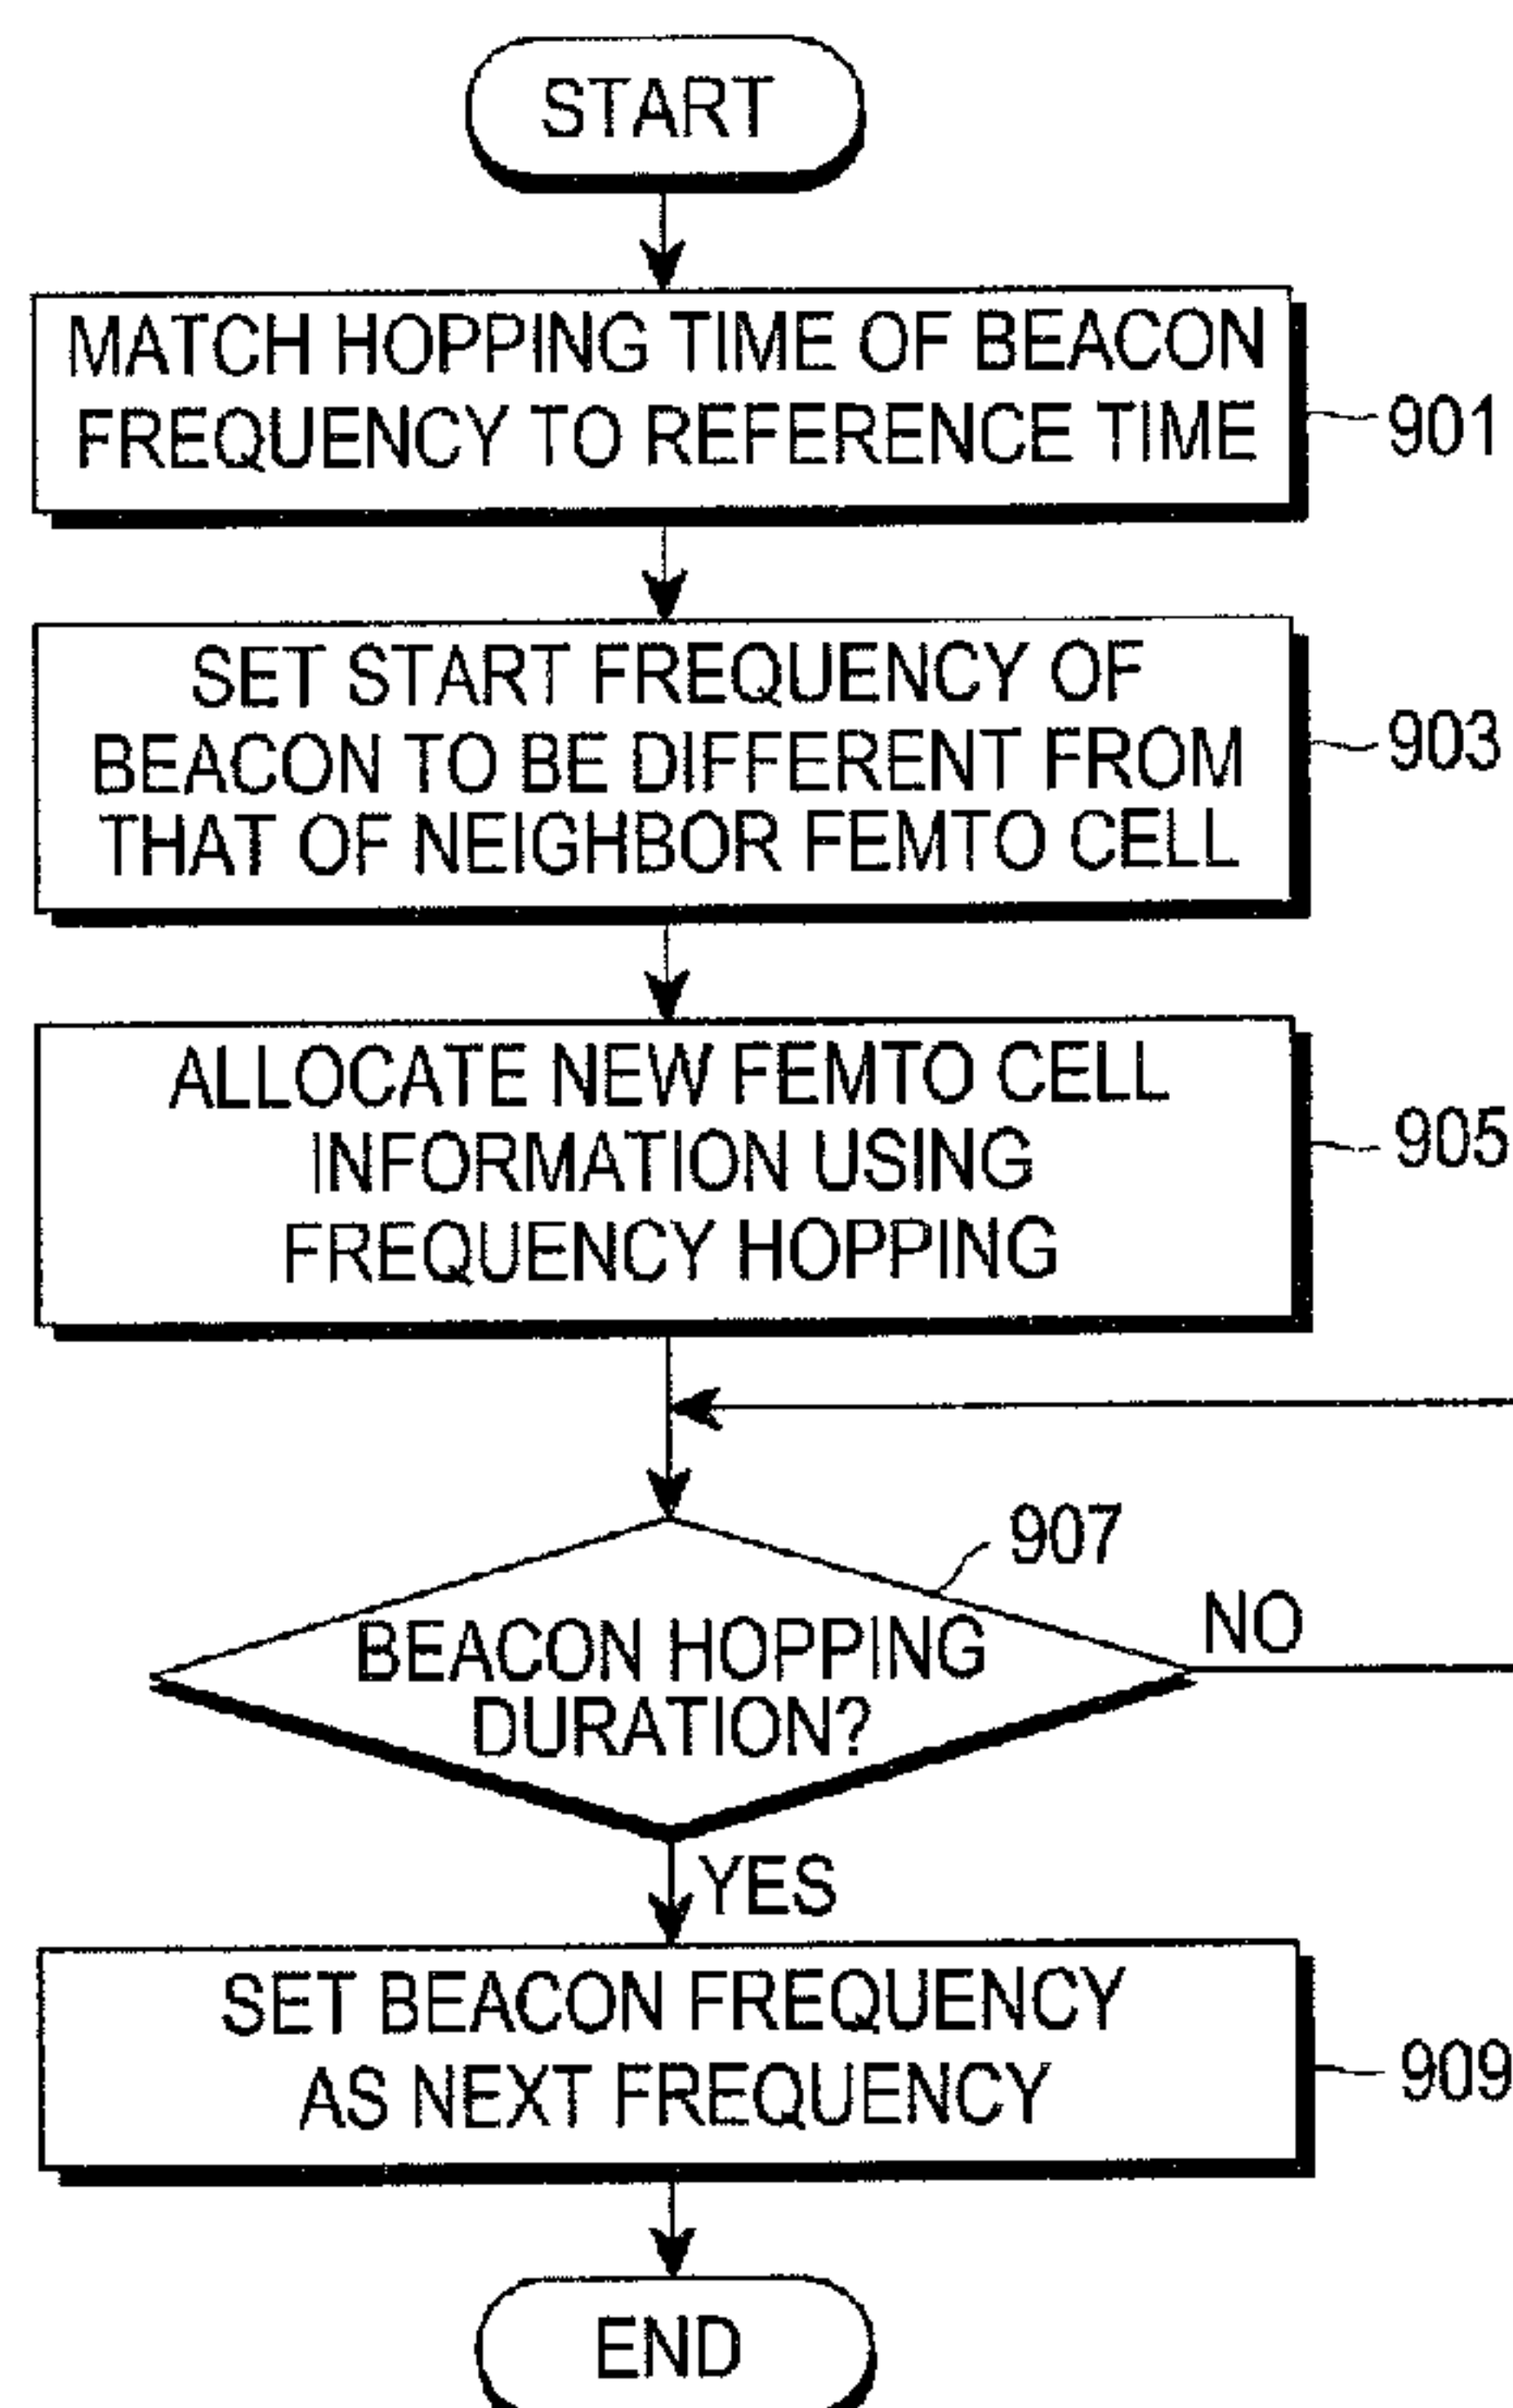 START
MATCH HOPPING TIME OF BEACON
FREQUENCY TO REFERENCE TIME
901
SET START FREQUENCY OF
BEACON TO BE DIFFERENT FROM
THAT OF NEIGHBOR FEMTO CELL
903
ALLOCATE NEW FEMTO CELL
INFORMATION USING
FREQUENCY HOPPING
905
907
BEACON HOPPING
DURATION?
NO
YES
SET BEACON FREQUENCY
AS NEXT FREQUENCY
909
END